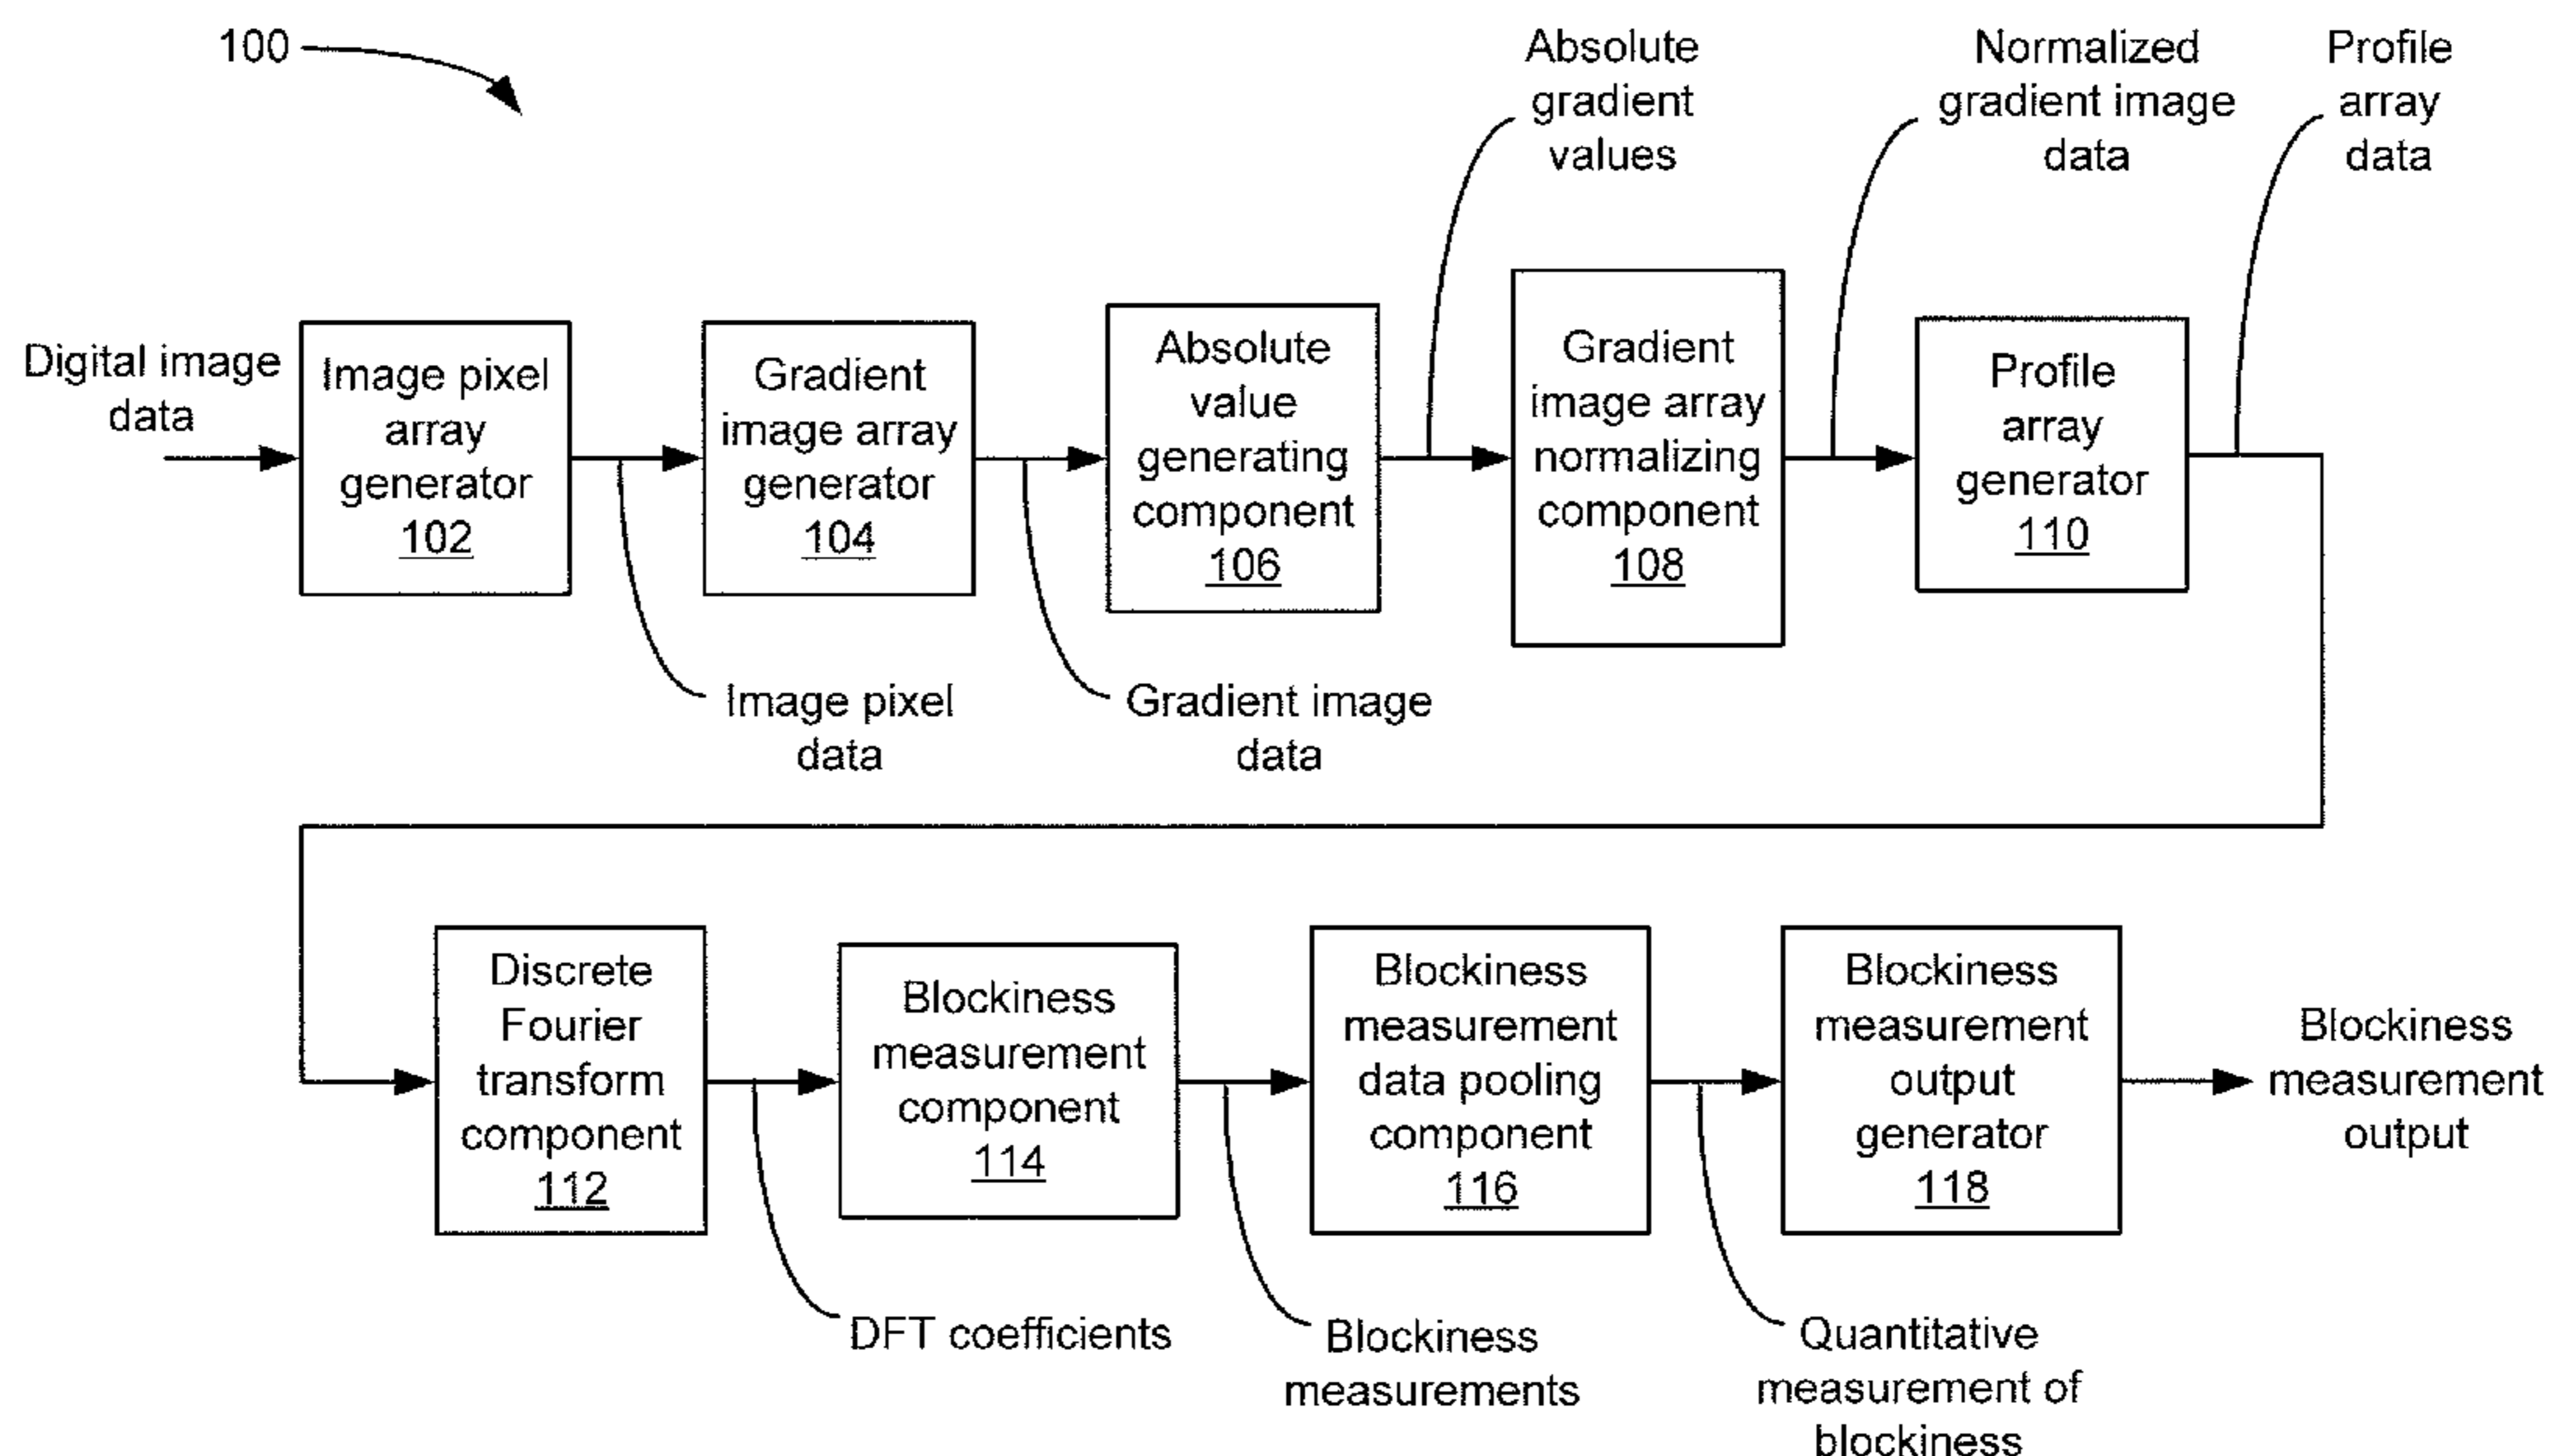 100
Absolute
gradient
values
Normalized
gradient image
data
Profile
array
data
Digital image
data
Image pixel
array
generator
102
Gradient
image array
generator
104
Absolute
value
generating
component
106
Gradient
image array
normalizing
component
108
Profile
array
generator
110
Image pixel
data
Gradient image
data
Discrete
Fourier
transform
component
112
Blockiness
measurement
component
114
Blockiness
measurement
data pooling
component
116
Blockiness
measurement
output
generator
118
Blockiness
measurement
output
DFT coefficients
Blockiness
measurements
Quantitative
measurement of
blockiness